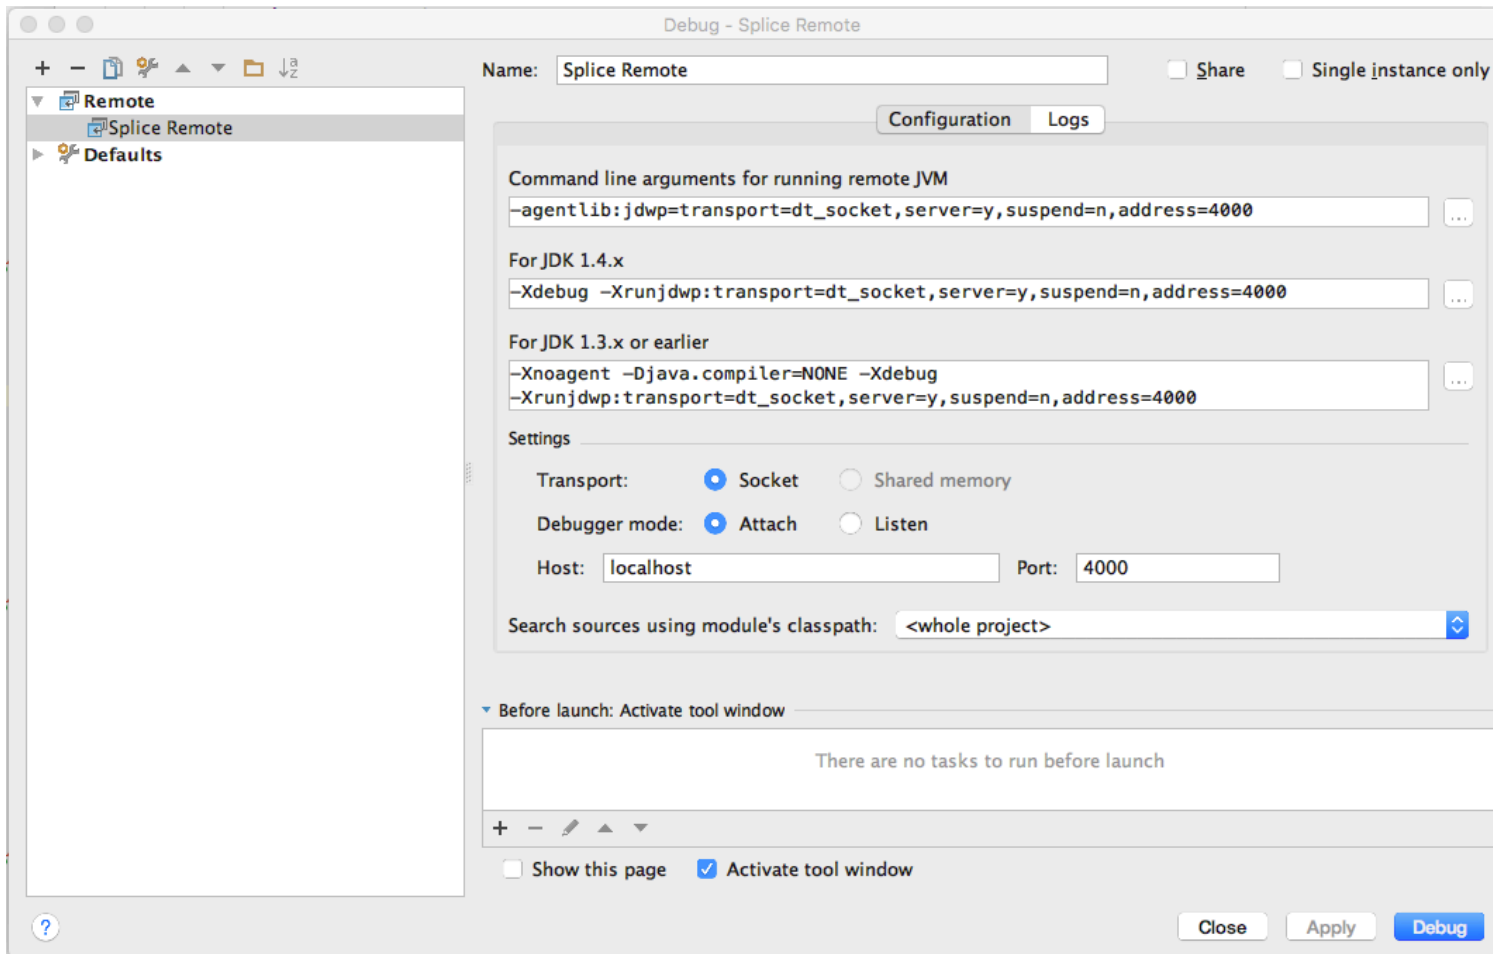 Debug - Splice Remote
Name: Splice Remote Share Single instance only
Remote
Splice Remote
Defaults
Configuration Logs
Command line arguments for running remote JVM
-agentlib:jdwp=transport=dt_socket,server=y,suspend=n,address=4000
...
For JDK 1.4.x
-Xdebug -Xrunjdwp:transport=dt_socket,server=y,suspend=n,address=4000
...
For JDK 1.3.x or earlier
-Xnoagent -Djava.compiler=NONE -Xdebug
-Xrunjdwp:transport=dt_socket,server=y,suspend=n,address=4000
...
Settings
Transport: Socket Shared memory
Debugger mode: Attach Listen
Host: localhost Port: 4000
Search sources using module's classpath: <whole project>
Before launch: Activate tool window
There are no tasks to run before launch
Show this page Activate tool window
? Close Apply Debug